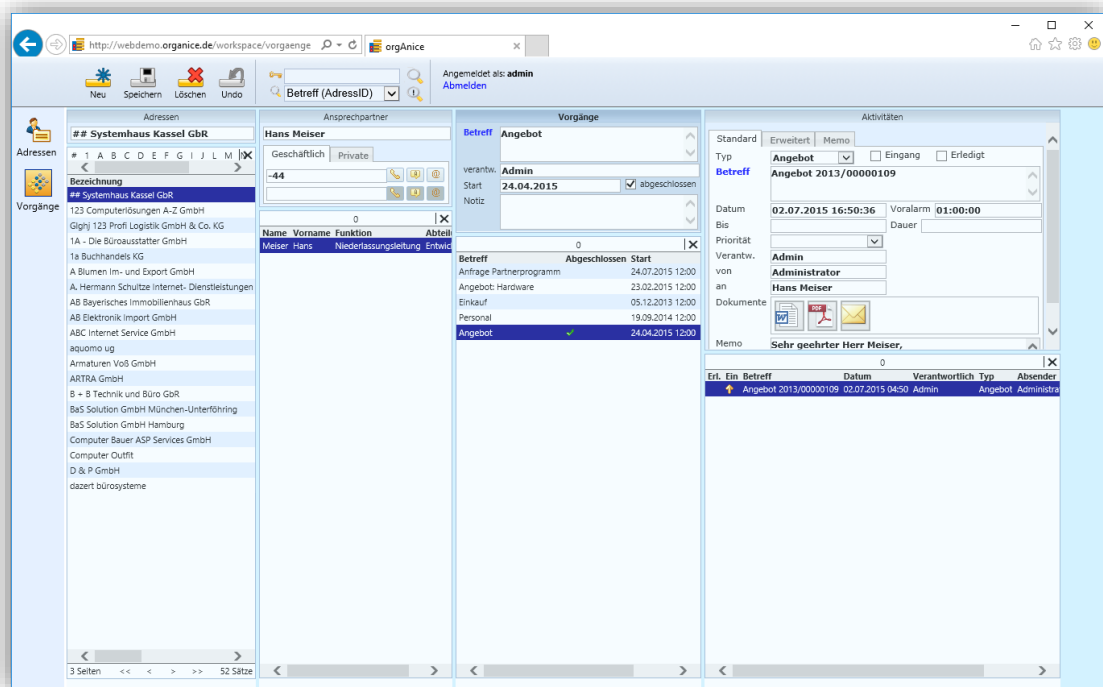 http://webdemo.organice.de/workspace/vorgaenge
orgAnice
Neu Speichern Löschen Undo
Betreff (AdressID)
Angemeldet als: admin
Abmelden
Adressen
Vorgänge
Adressen
## Systemhaus Kassel GbR
# 1 A B C D E F G I J L M
Bezeichnung
## Systemhaus Kassel GbR
123 Computerlösungen A-Z GmbH
Gighj 123 Profi Logistik GmbH & Co. KG
1A - Die Büroausstatter GmbH
1a Buchhandels KG
A Blumen Im- und Export GmbH
A. Hermann Schultze Internet- Dienstleistungen
AB Bayerisches Immobilienhaus GbR
AB Elektronik Import GmbH
ABC Internet Service GmbH
aquomo ug
Armaturen Voß GmbH
ARTRA GmbH
B + B Technik und Büro GbR
BaS Solution GmbH München-Unterföhring
BaS Solution GmbH Hamburg
Computer Bauer ASP Services GmbH
Computer Outfit
D & P GmbH
dazert bürosysteme
3 Seiten << < > >> 52 Sätze
Ansprechpartner
Hans Meiser
Geschäftlich Private
-44
0
Name Vorname Funktion Abteil
Meiser Hans Niederlassungsleitung Entwic
Vorgänge
Betreff Angebot
verantw. Admin
Start 24.04.2015 abgeschlossen
Notiz
0
Betreff Abgeschlossen Start
Anfrage Partnerprogramm 24.07.2015 12:00
Angebot: Hardware 23.02.2015 12:00
Einkauf 05.12.2013 12:00
Personal 19.09.2014 12:00
Angebot 24.04.2015 12:00
Aktivitäten
Standard Erweitert Memo
Typ Angebot Eingang Erledigt
Betreff Angebot 2013/00000109
Datum 02.07.2015 16:50:36 Voralarm 01:00:00
Bis Dauer
Priorität
Verantw. Admin
von Administrator
an Hans Meiser
Dokumente
Memo Sehr geehrter Herr Meiser,
0
Erl. Ein Betreff Datum Verantwortlich Typ Absender
Angebot 2013/00000109 02.07.2015 04:50 Admin Angebot Administra